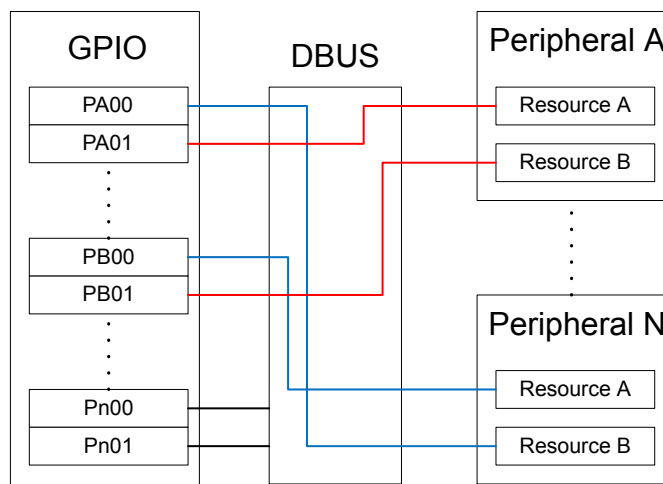 GPIO
PA00
PA01
PB00
PB01
Pn00
Pn01
DBUS
Peripheral A
Resource A
Resource B
Peripheral N
Resource A
Resource B